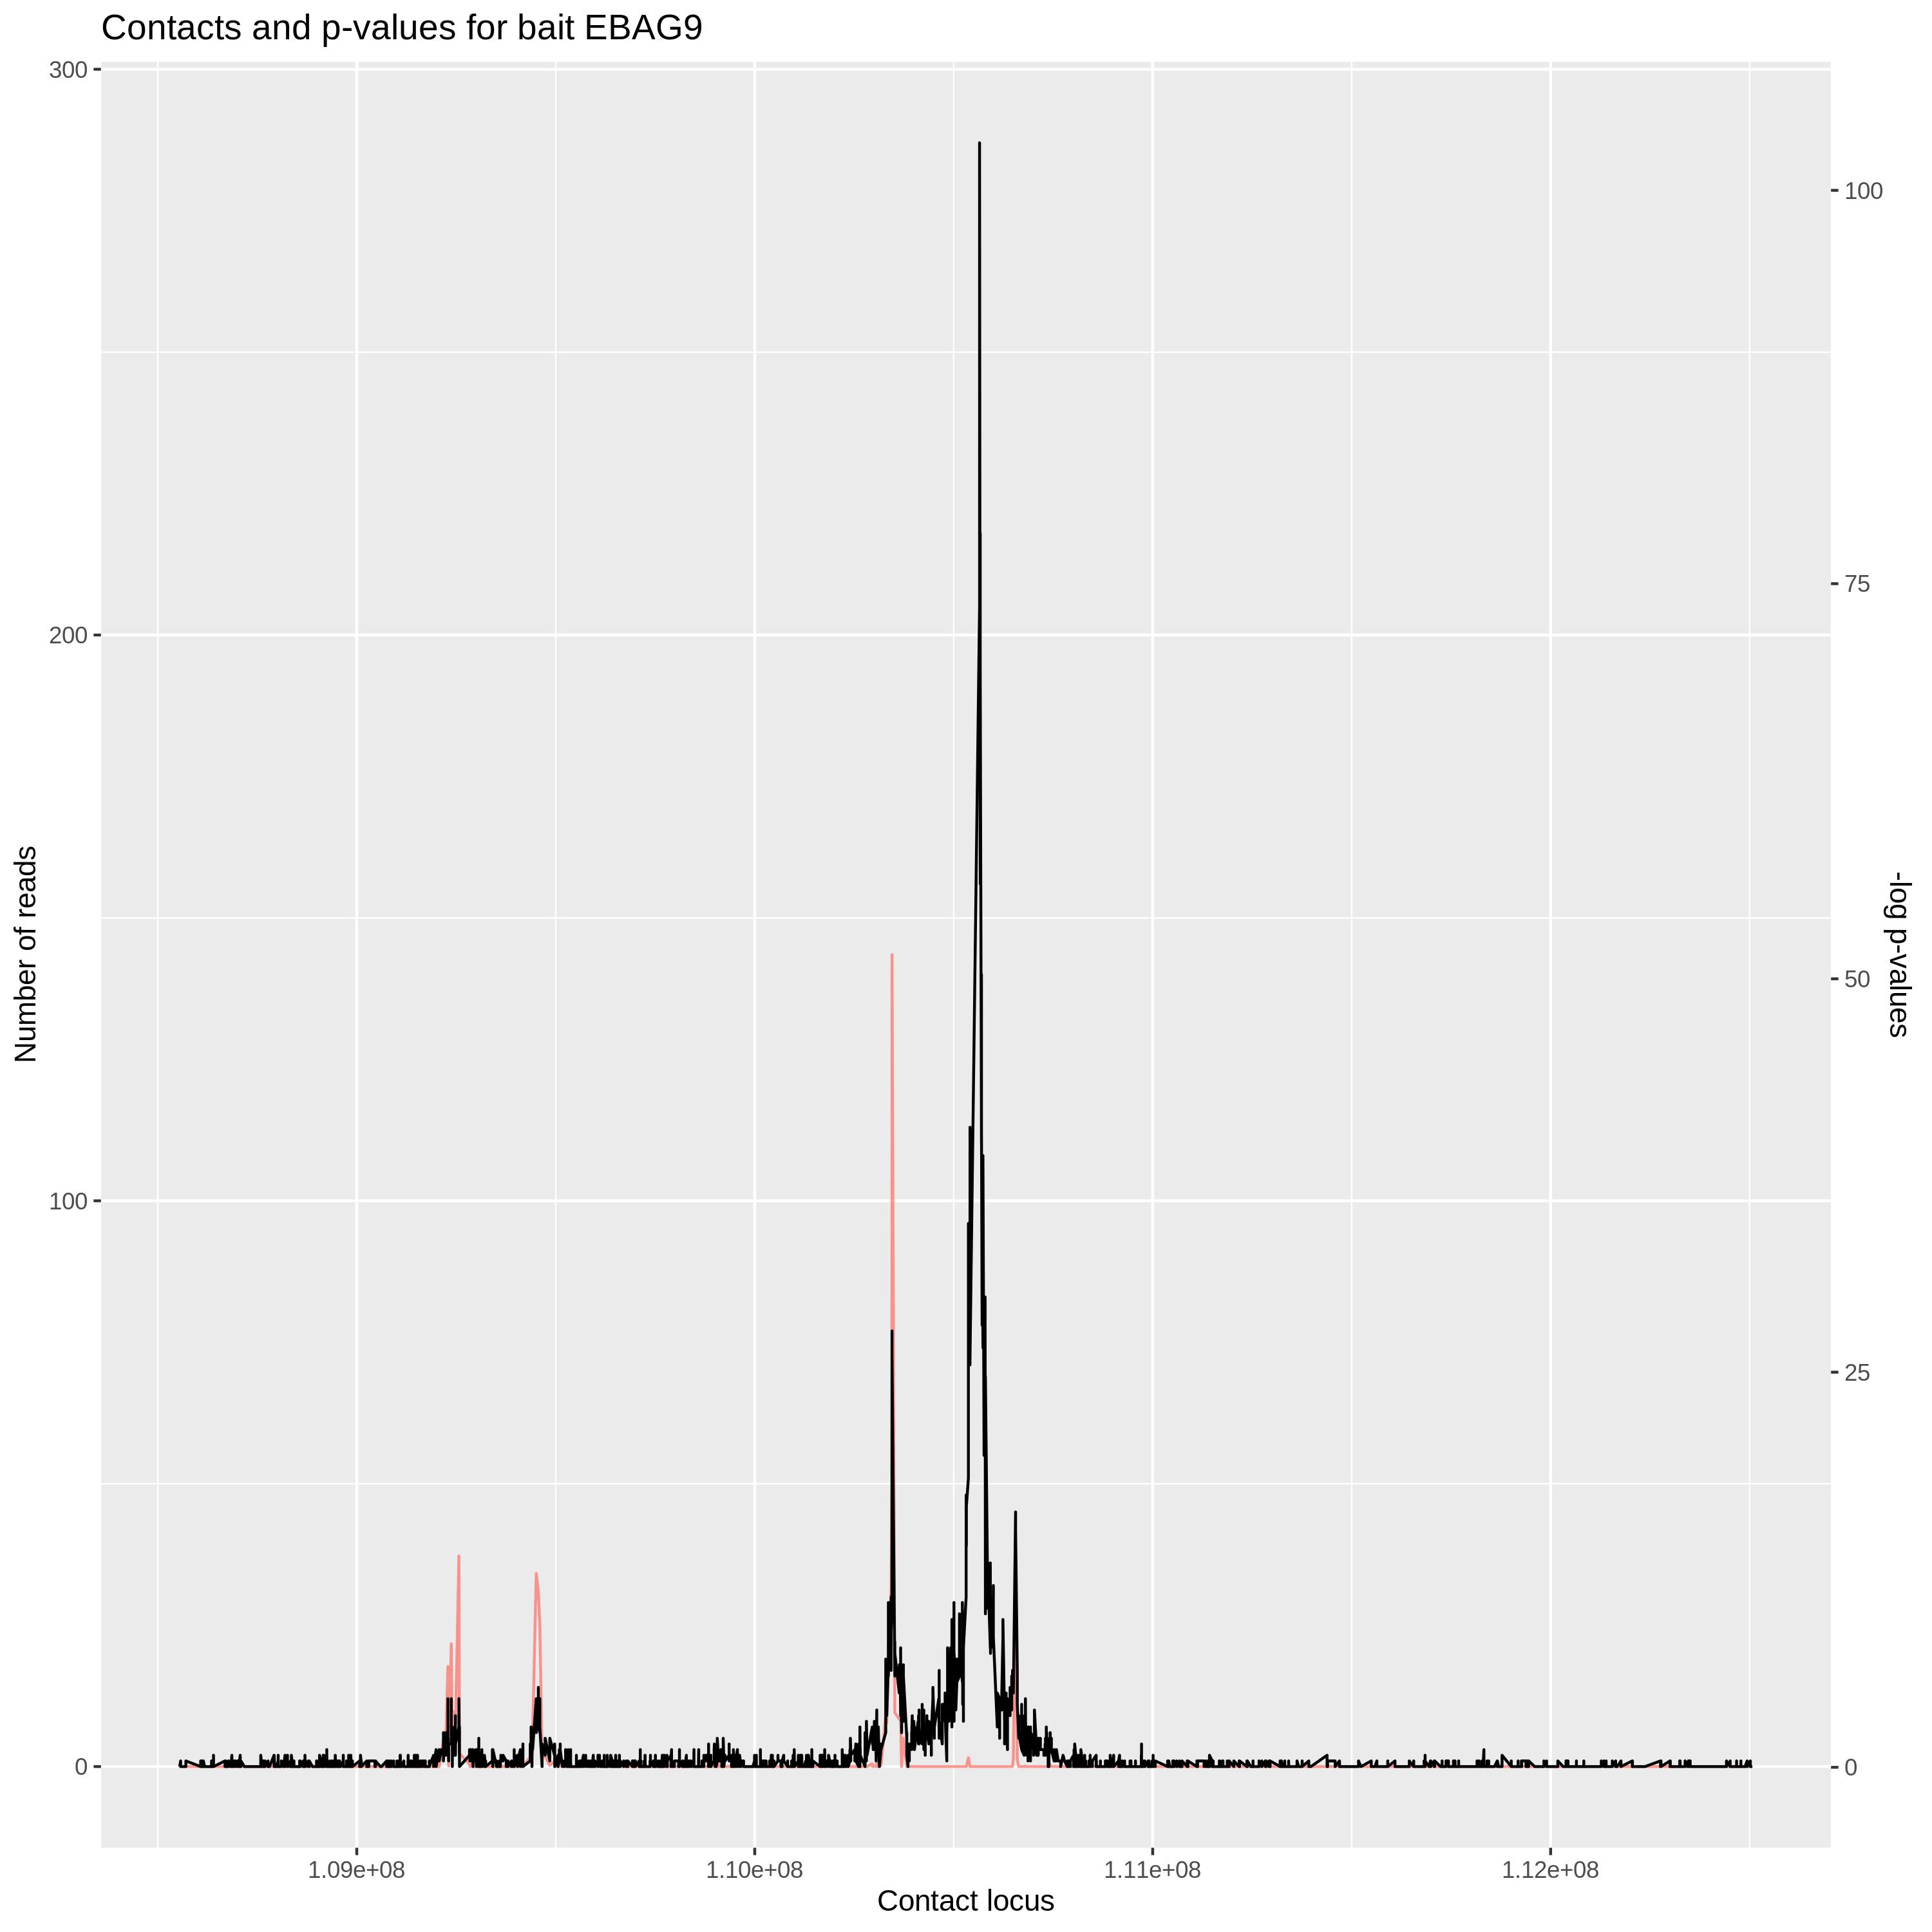 Contacts and p-values for bait EBAG9
300
200
100
0
Number of reads
100
75
50
25
0
-log p-values
1.09e+08
1.10e+08
1.11e+08
1.12e+08
Contact locus